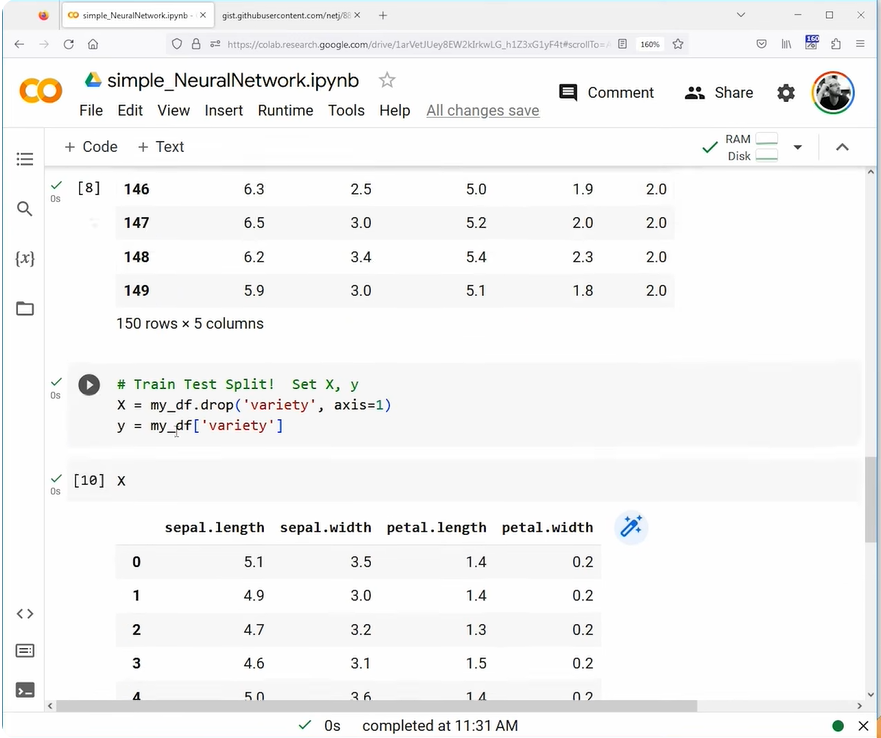 simple_NeuralNetwork.ipynb -
gist.githubusercontent.com/netj/88
https://colab.research.google.com/drive/1arVetJUey8EW2kIrkwLG_h1Z3xG1yF4t#scrollTo=
160%
160
simple_NeuralNetwork.ipynb
File Edit View Insert Runtime Tools Help All changes save
Comment
Share
+ Code + Text
RAM
Disk
[8] 146 6.3 2.5 5.0 1.9 2.0
0s
147 6.5 3.0 5.2 2.0 2.0
{x}
148 6.2 3.4 5.4 2.3 2.0
149 5.9 3.0 5.1 1.8 2.0
150 rows × 5 columns
# Train Test Split! Set X, y
0s
X = my_df.drop('variety', axis=1)
y = my_df['variety']
[10] X
0s
sepal.length sepal.width petal.length petal.width
0 5.1 3.5 1.4 0.2
1 4.9 3.0 1.4 0.2
2 4.7 3.2 1.3 0.2
3 4.6 3.1 1.5 0.2
4 5.0 3.6 1.4 0.2
0s completed at 11:31 AM